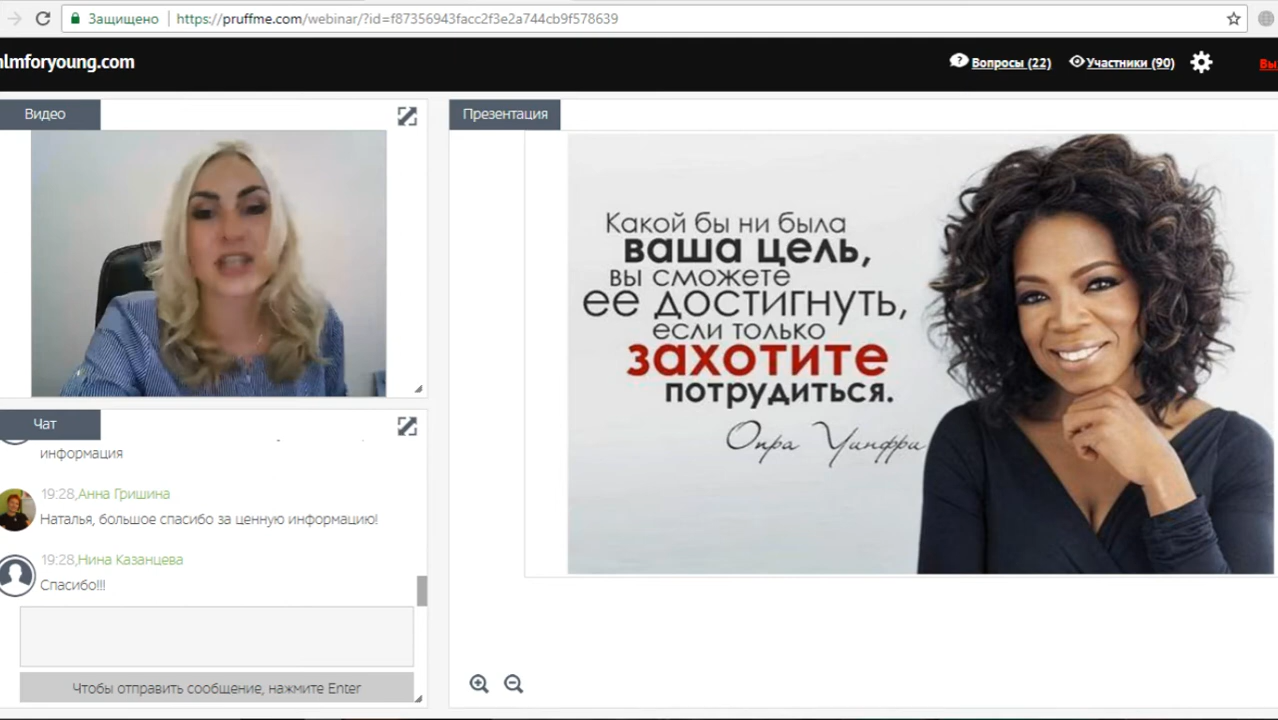 Защищено
https://pruffme.com/webinar/?id=f87356943facc2f3e2a744cb9f578639
mlmforyoung.com
Вопросы (22)
Участники (90)
Вы
Видео
Презентация
Какой бы ни была
ваша цель,
вы сможете
ее достигнуть,
если только
захотите
потрудиться.
Опра Уинфри
Чат
информация
19:28,Анна Гришина
Наталья, большое спасибо за ценную информацию!
19:28,Нина Казанцева
Спасибо!!!
Чтобы отправить сообщение, нажмите Enter